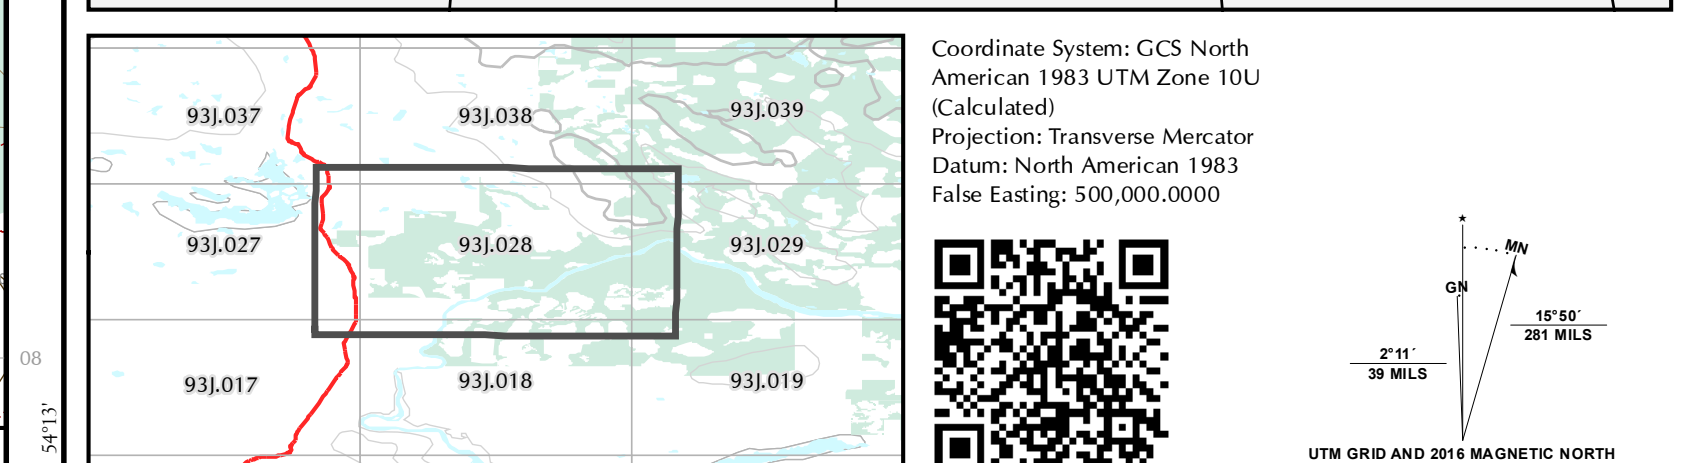 93J.037
93J.038
93J.039
93J.027
93J.028
93J.029
93J.017
93J.018
93J.019
08
54°13'
Coordinate System: GCS North
American 1983 UTM Zone 10U
(Calculated)
Projection: Transverse Mercator
Datum: North American 1983
False Easting: 500,000.0000
MN
GN
15°50´
281 MILS
2°11´
39 MILS
UTM GRID AND 2016 MAGNETIC NORTH